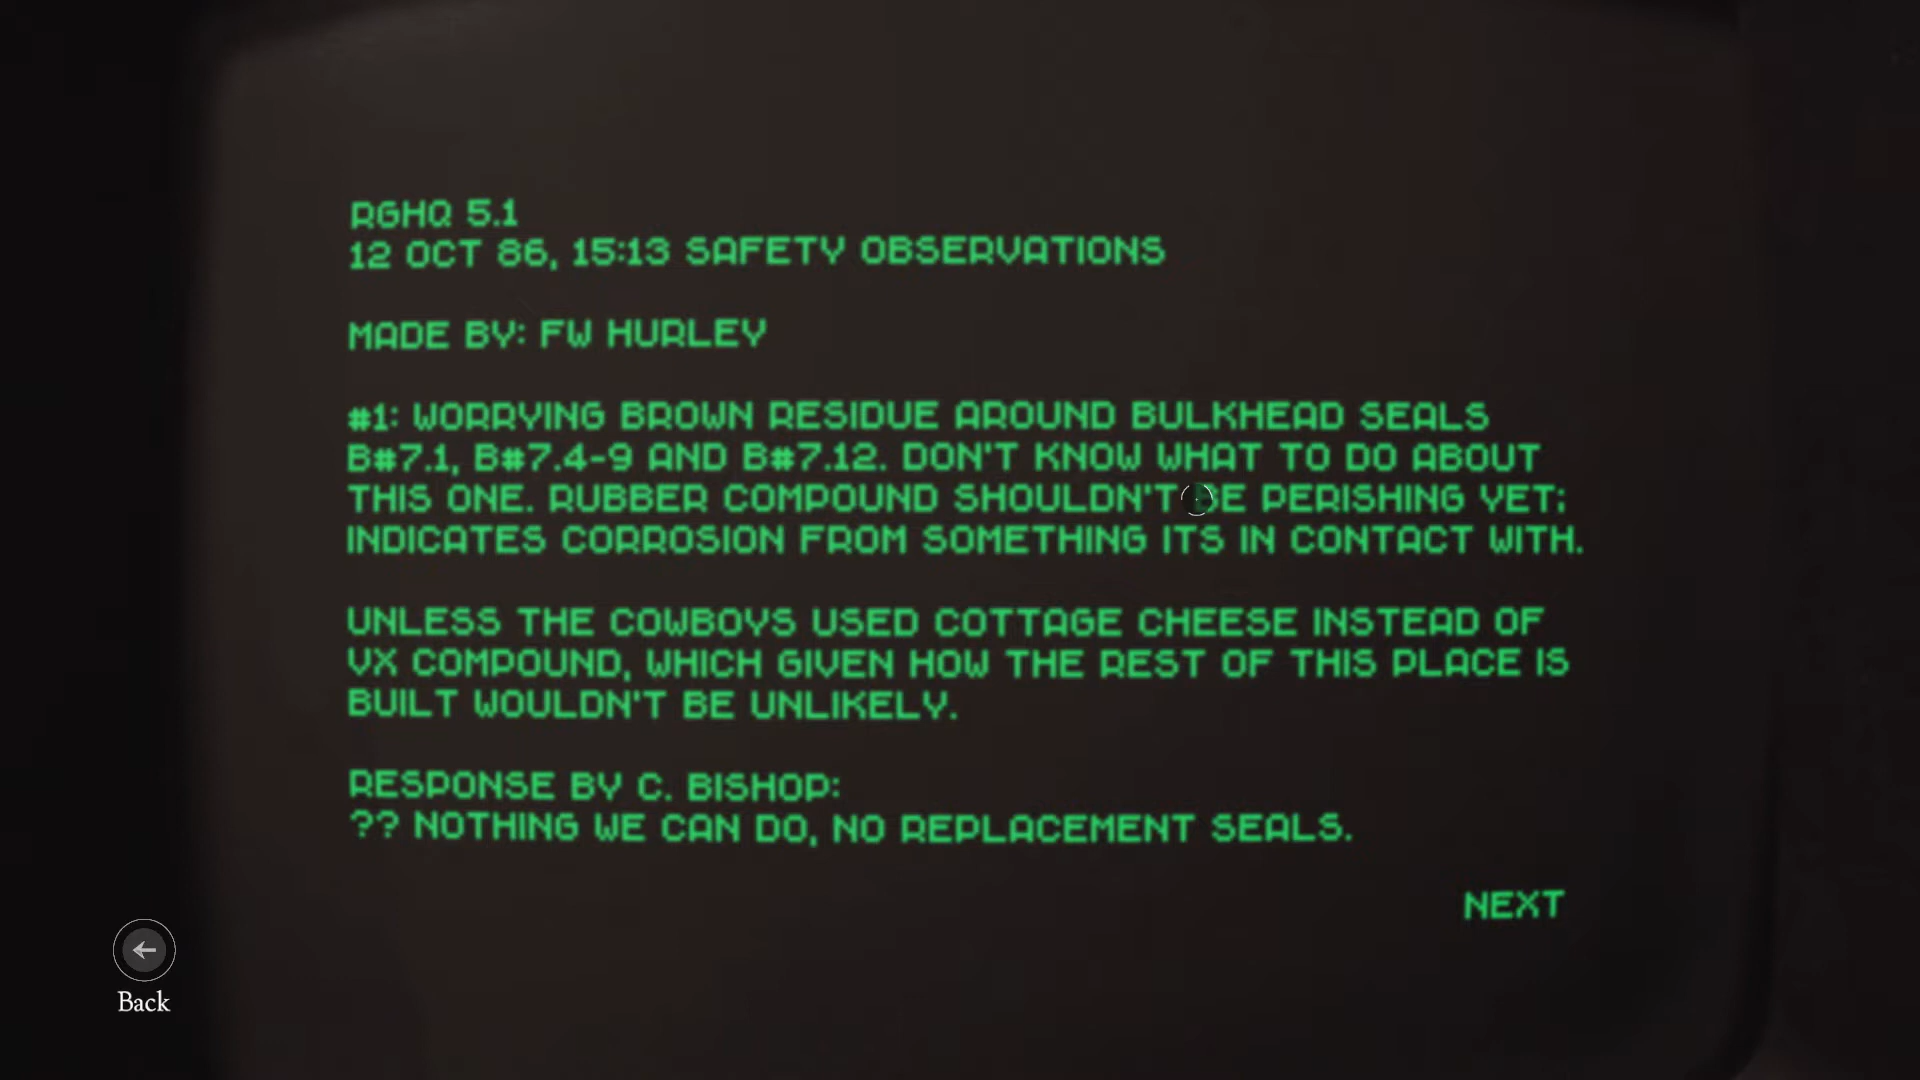 RGHQ 5.1
12 OCT 86, 15:13 SAFETY OBSERVATIONS
MADE BY: FW HURLEY
#1: WORRYING BROWN RESIDUE AROUND BULKHEAD SEALS
B#7.1, B#7.4-9 AND B#7.12. DON'T KNOW WHAT TO DO ABOUT
THIS ONE. RUBBER COMPOUND SHOULDN'T BE PERISHING YET;
INDICATES CORROSION FROM SOMETHING ITS IN CONTACT WITH.
UNLESS THE COWBOYS USED COTTAGE CHEESE INSTEAD OF
VX COMPOUND, WHICH GIVEN HOW THE REST OF THIS PLACE IS
BUILT WOULDN'T BE UNLIKELY.
RESPONSE BY C. BISHOP:
?? NOTHING WE CAN DO, NO REPLACEMENT SEALS.
NEXT
Back